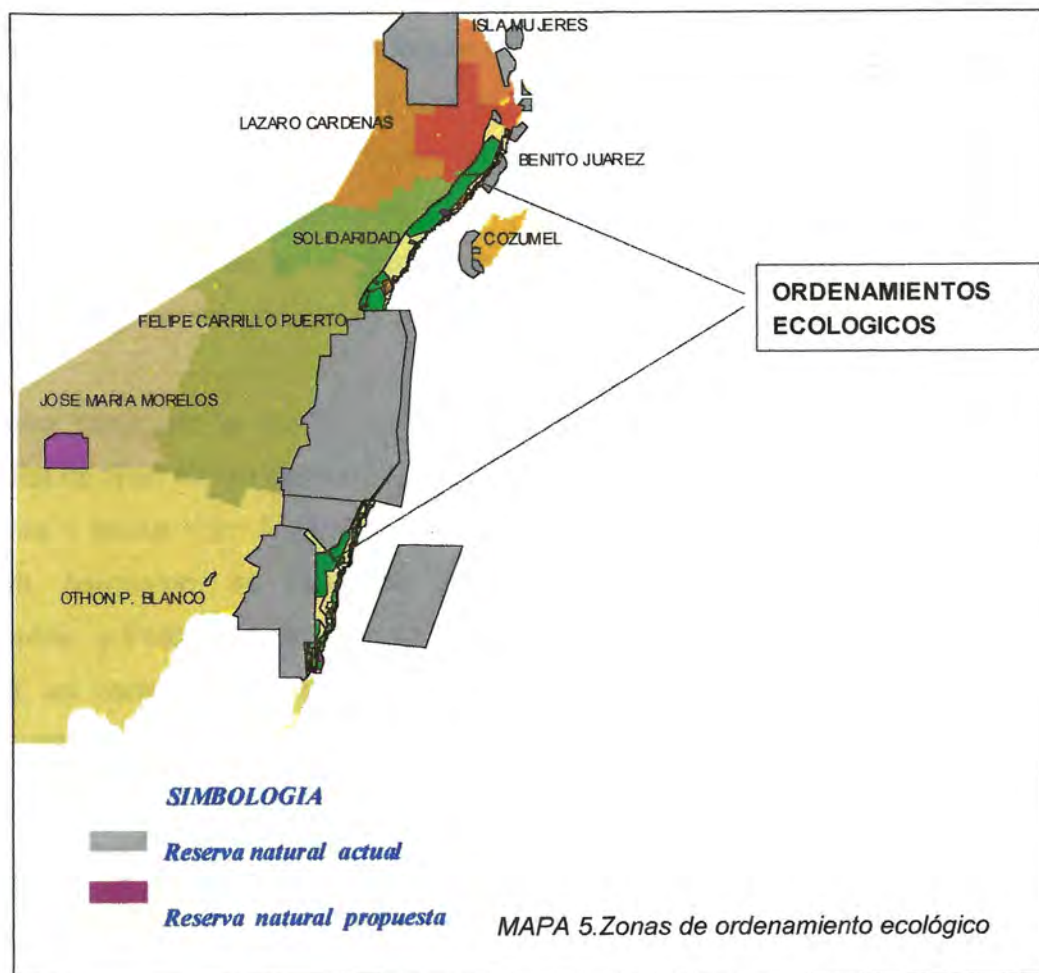 ISLA MUJERES
LAZARO CARDENAS
BENITO JUAREZ
SOLIDARIDAD
COZUMEL
ORDENAMIENTOS
ECOLOGICOS
FELIPE CARRILLO PUERTO
JOSE MARIA MORELOS
OTHON P. BLANCO
SIMBOLOGIA
Reserva natural actual
Reserva natural propuesta
MAPA 5.Zonas de ordenamiento ecológico